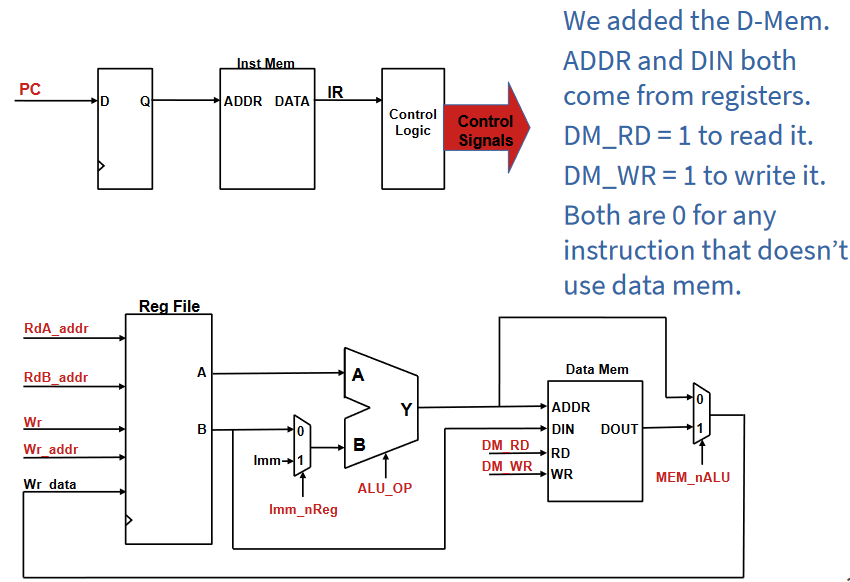 We added the D-Mem.
ADDR and DIN both
come from registers.
DM_RD = 1 to read it.
DM_WR = 1 to write it.
Both are 0 for any
instruction that doesn’t
use data mem.
PC
D
Q
Inst Mem
ADDR DATA
IR
Control
Logic
Control
Signals
Reg File
RdA_addr
RdB_addr
Wr
Wr_addr
Wr_data
A
B
0
Imm
1
Imm_nReg
A
B
Y
ALU_OP
Data Mem
ADDR
DIN
DOUT
DM_RD
RD
DM_WR
WR
0
1
MEM_nALU